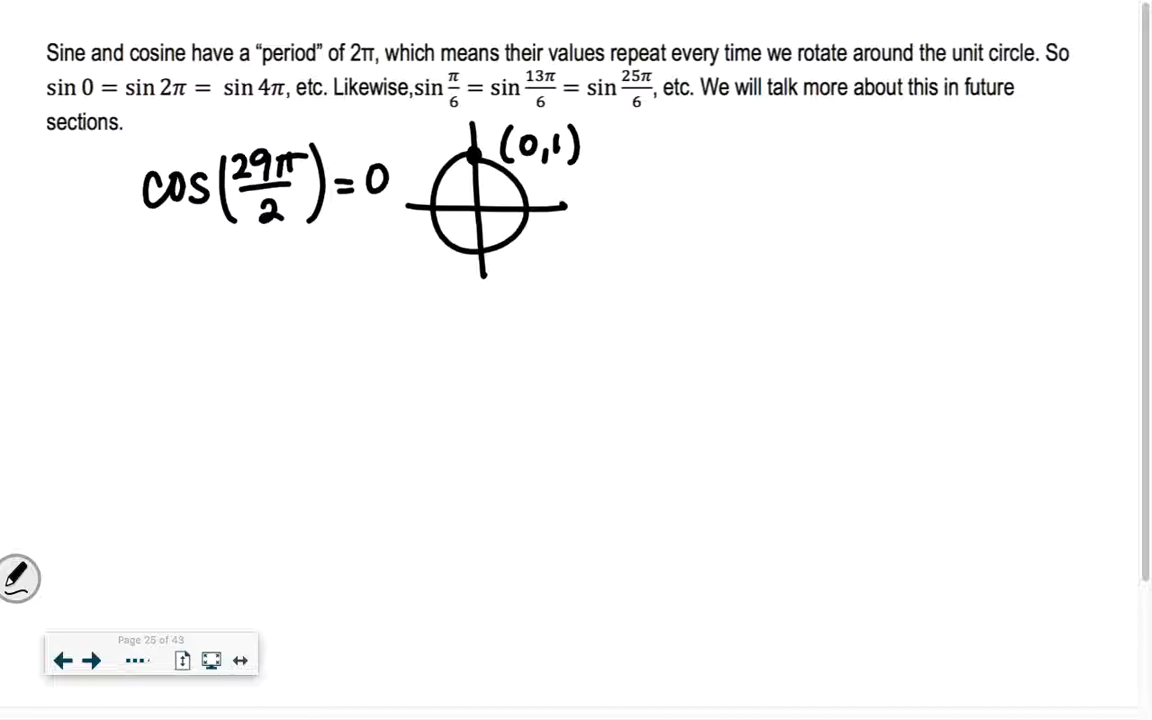 Sine and cosine have a “period” of 2π, which means their values repeat every time we rotate around the unit circle. So
sin 0 = sin 2π = sin 4π, etc. Likewise,sin π/6 = sin 13π/6 = sin 25π/6, etc. We will talk more about this in future
sections.
cos(29π/2) = 0
(0,1)
Page 25 of 43